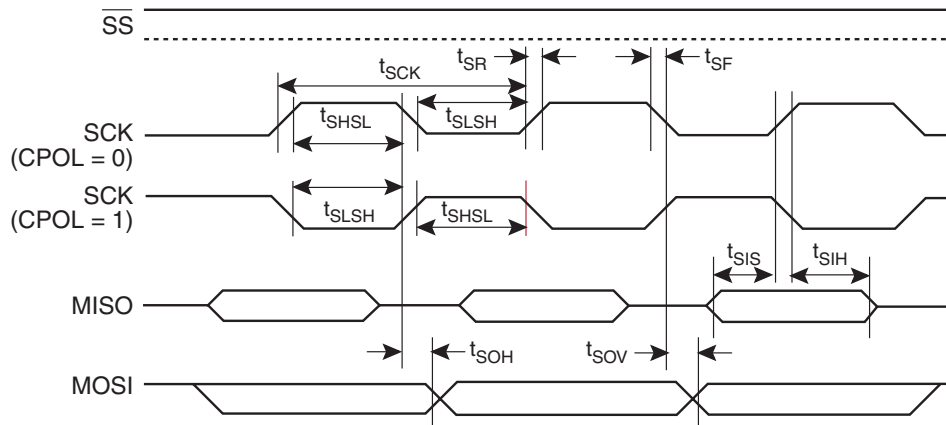 SS
tSCK
tSR
tSF
SCK
(CPOL = 0)
tSHSL
tSLSH
SCK
(CPOL = 1)
tSLSH
tSHSL
tSIS
tSIH
MISO
tSOH
tSOV
MOSI